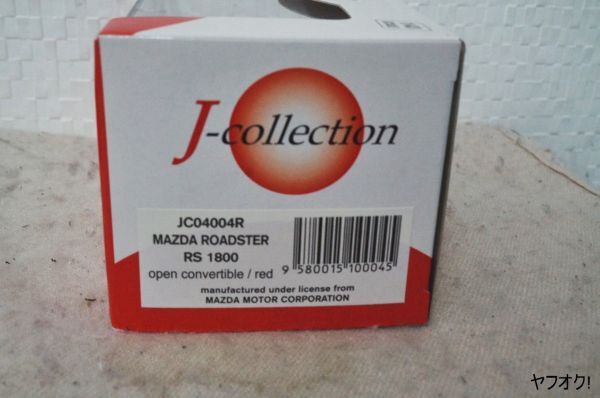 J-collection
JC04004R
MAZDA ROADSTER
RS 1800
open convertible / red
9 580015 100045
manufactured under license from
MAZDA MOTOR CORPORATION
ヤフオク!